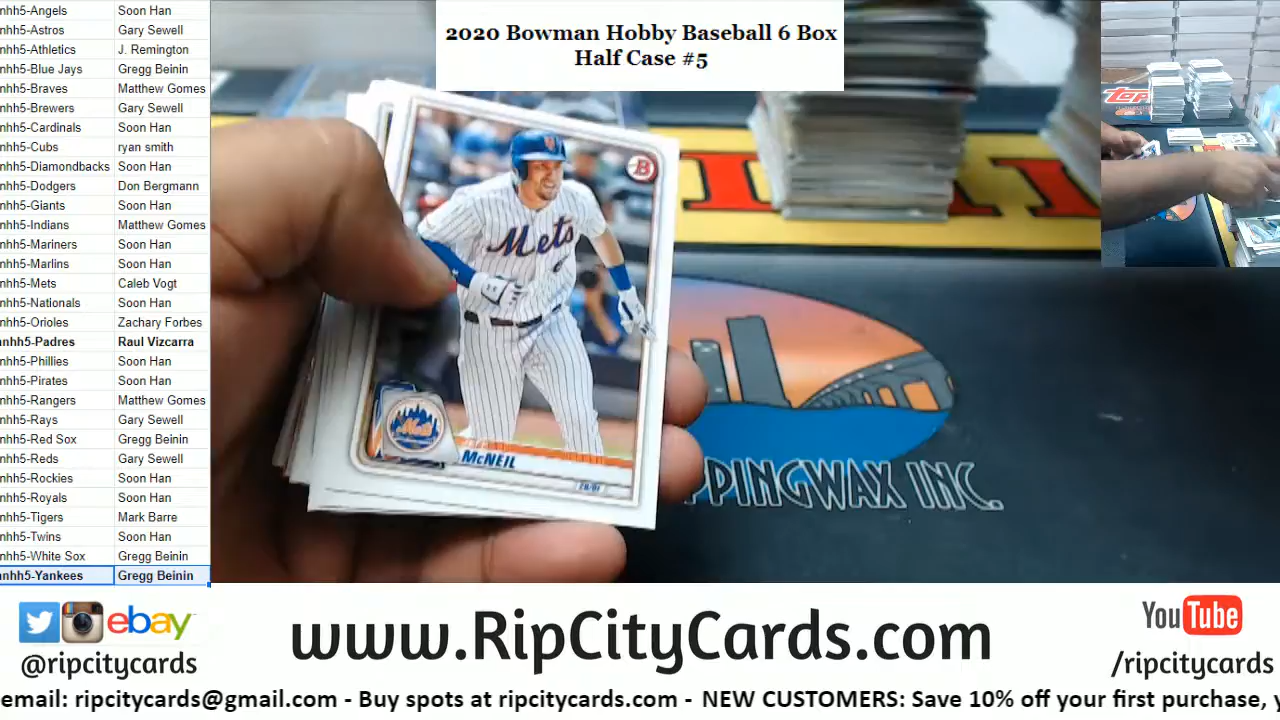 2020 Bowman Hobby Baseball 6 Box
Half Case #5
nhh5-Angels Soon Han
nhh5-Astros Gary Sewell
nhh5-Athletics J. Remington
nhh5-Blue Jays Gregg Beinin
nhh5-Braves Matthew Gomes
nhh5-Brewers Gary Sewell
nhh5-Cardinals Soon Han
nhh5-Cubs ryan smith
nhh5-Diamondbacks Soon Han
nhh5-Dodgers Don Bergmann
nhh5-Giants Soon Han
nhh5-Indians Matthew Gomes
nhh5-Mariners Soon Han
nhh5-Marlins Soon Han
nhh5-Mets Caleb Vogt
nhh5-Nationals Soon Han
nhh5-Orioles Zachary Forbes
nhh5-Padres Raul Vizcarra
nhh5-Phillies Soon Han
nhh5-Pirates Soon Han
nhh5-Rangers Matthew Gomes
nhh5-Rays Gary Sewell
nhh5-Red Sox Gregg Beinin
nhh5-Reds Gary Sewell
nhh5-Rockies Soon Han
nhh5-Royals Soon Han
nhh5-Tigers Mark Barre
nhh5-Twins Soon Han
nhh5-White Sox Gregg Beinin
nhh5-Yankees Gregg Beinin
B
Mets
Mets
McNEIL
2B/OF
PPINGWAX INC.
ebay
@ripcitycards
www.RipCityCards.com
YouTube
/ripcitycards
email: ripcitycards@gmail.com - Buy spots at ripcitycards.com - NEW CUSTOMERS: Save 10% off your first purchase,